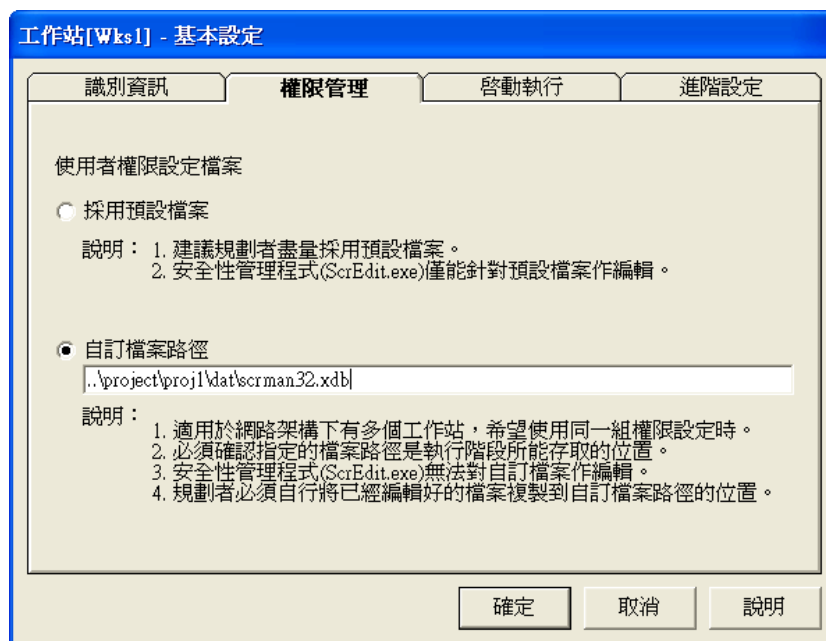 工作站[Wks1] - 基本設定
識別資訊 權限管理 啓動執行 進階設定
使用者權限設定檔案
採用預設檔案
說明： 1. 建議規劃者盡量採用預設檔案。
2. 安全性管理程式(ScrEdit.exe)僅能針對預設檔案作編輯。
自訂檔案路徑
..\project\proj1\dat\scrman32.xdb
說明： 1. 適用於網路架構下有多個工作站，希望使用同一組權限設定時。
2. 必須確認指定的檔案路徑是執行階段所能存取的位置。
3. 安全性管理程式(ScrEdit.exe)無法對自訂檔案作編輯。
4. 規劃者必須自行將已經編輯好的檔案複製到自訂檔案路徑的位置。
確定 取消 說明